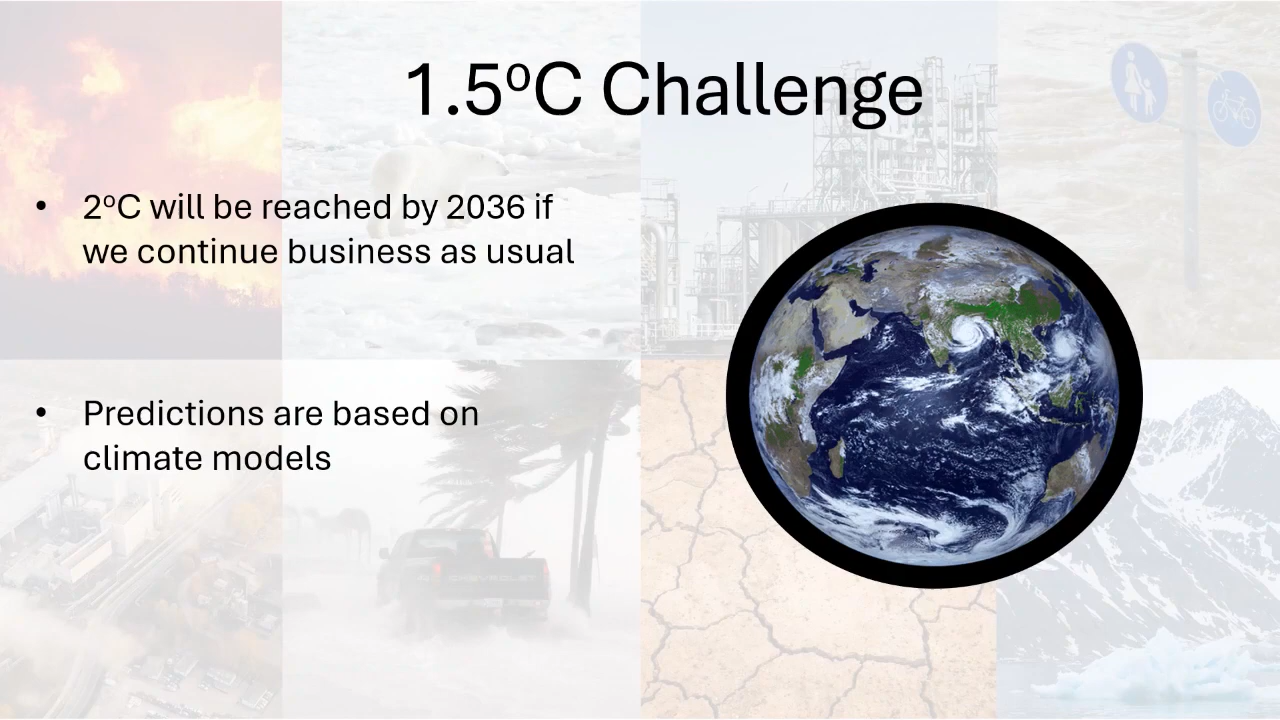 1.5ºC Challenge
• 2ºC will be reached by 2036 if
we continue business as usual
• Predictions are based on
climate models
CHEVROLET